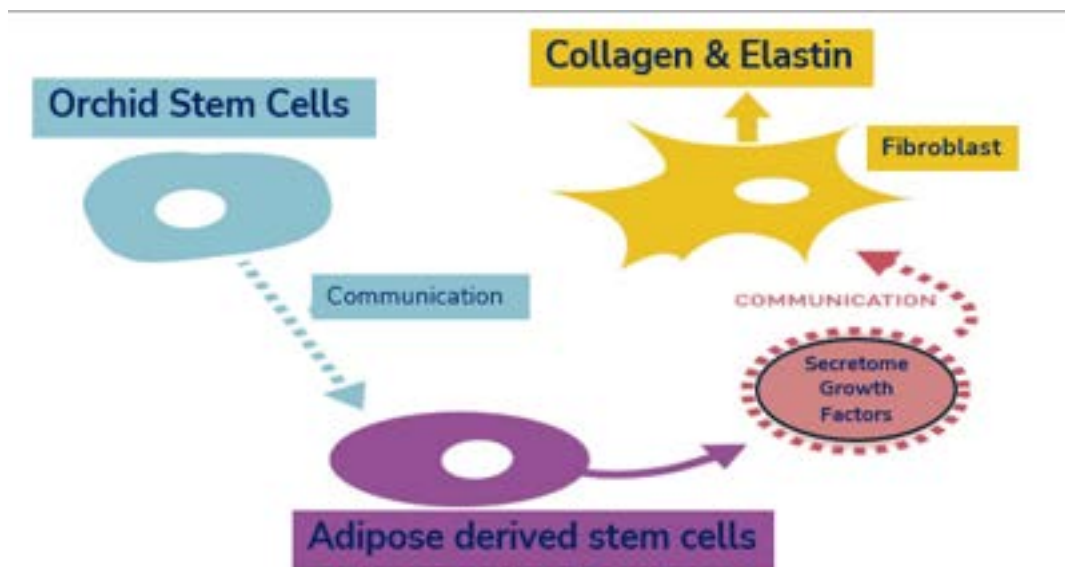 Collagen & Elastin
Orchid Stem Cells
Fibroblast
Communication
COMMUNICATION
Secretome
Growth
Factors
Adipose derived stem cells